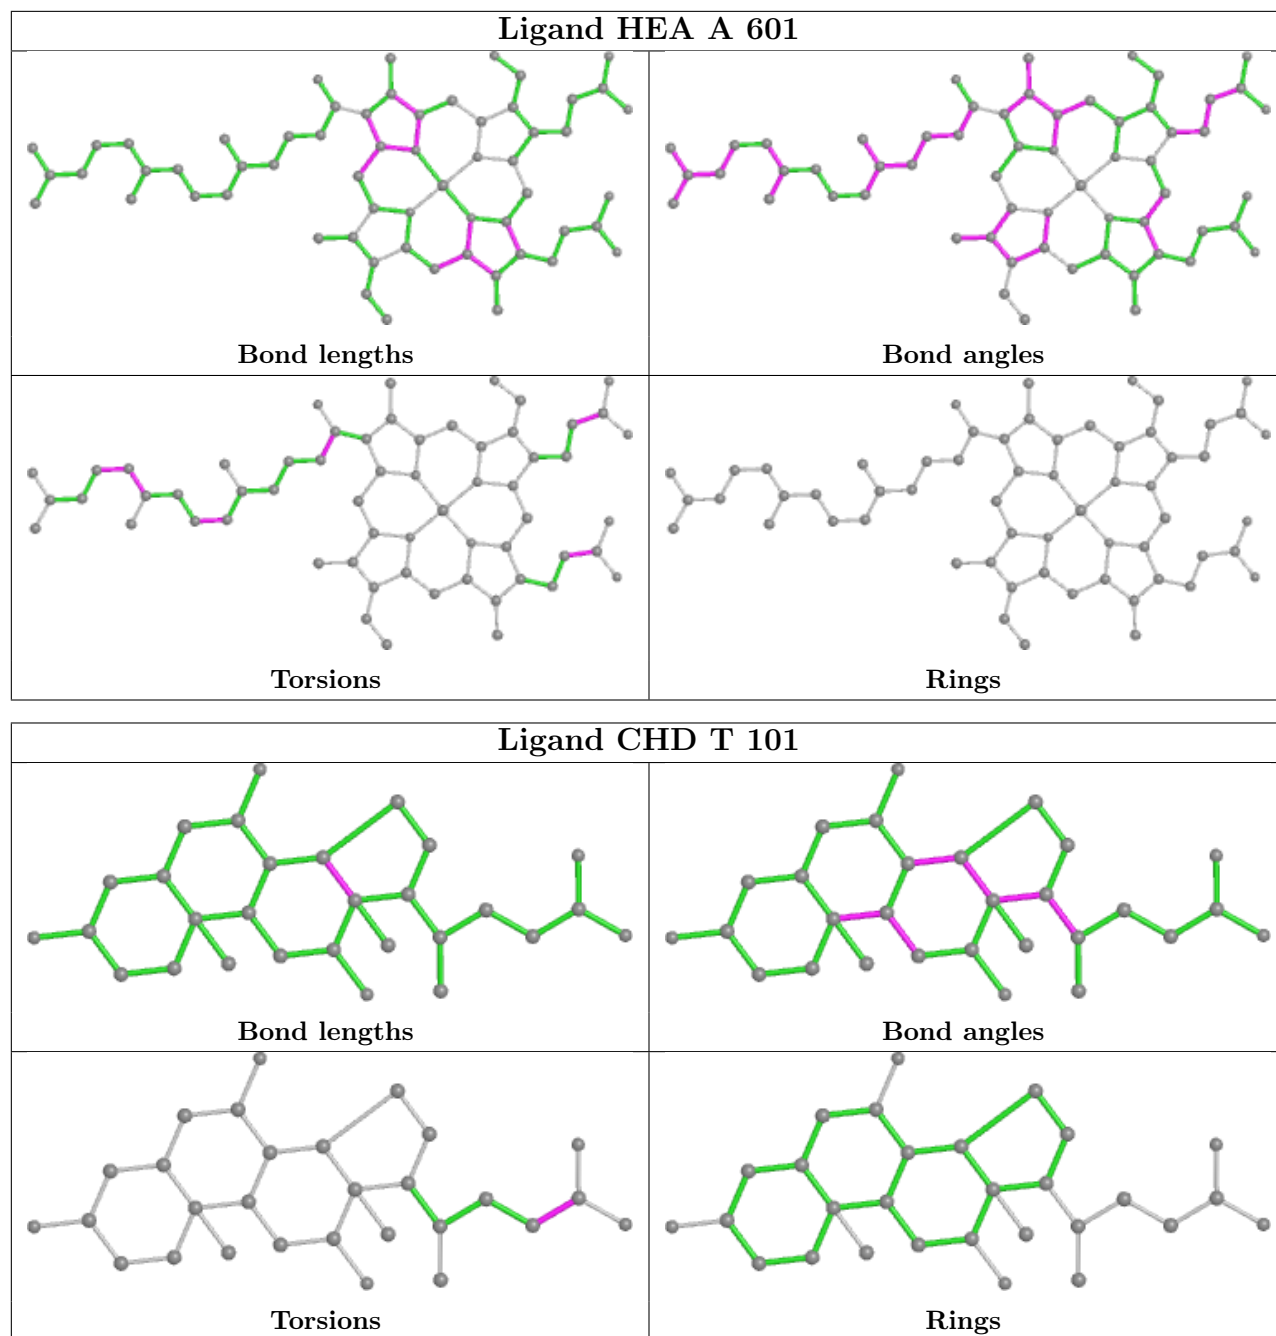 Ligand HEA A 601
Bond lengths
Bond angles
Torsions
Rings
Ligand CHD T 101
Bond lengths
Bond angles
Torsions
Rings